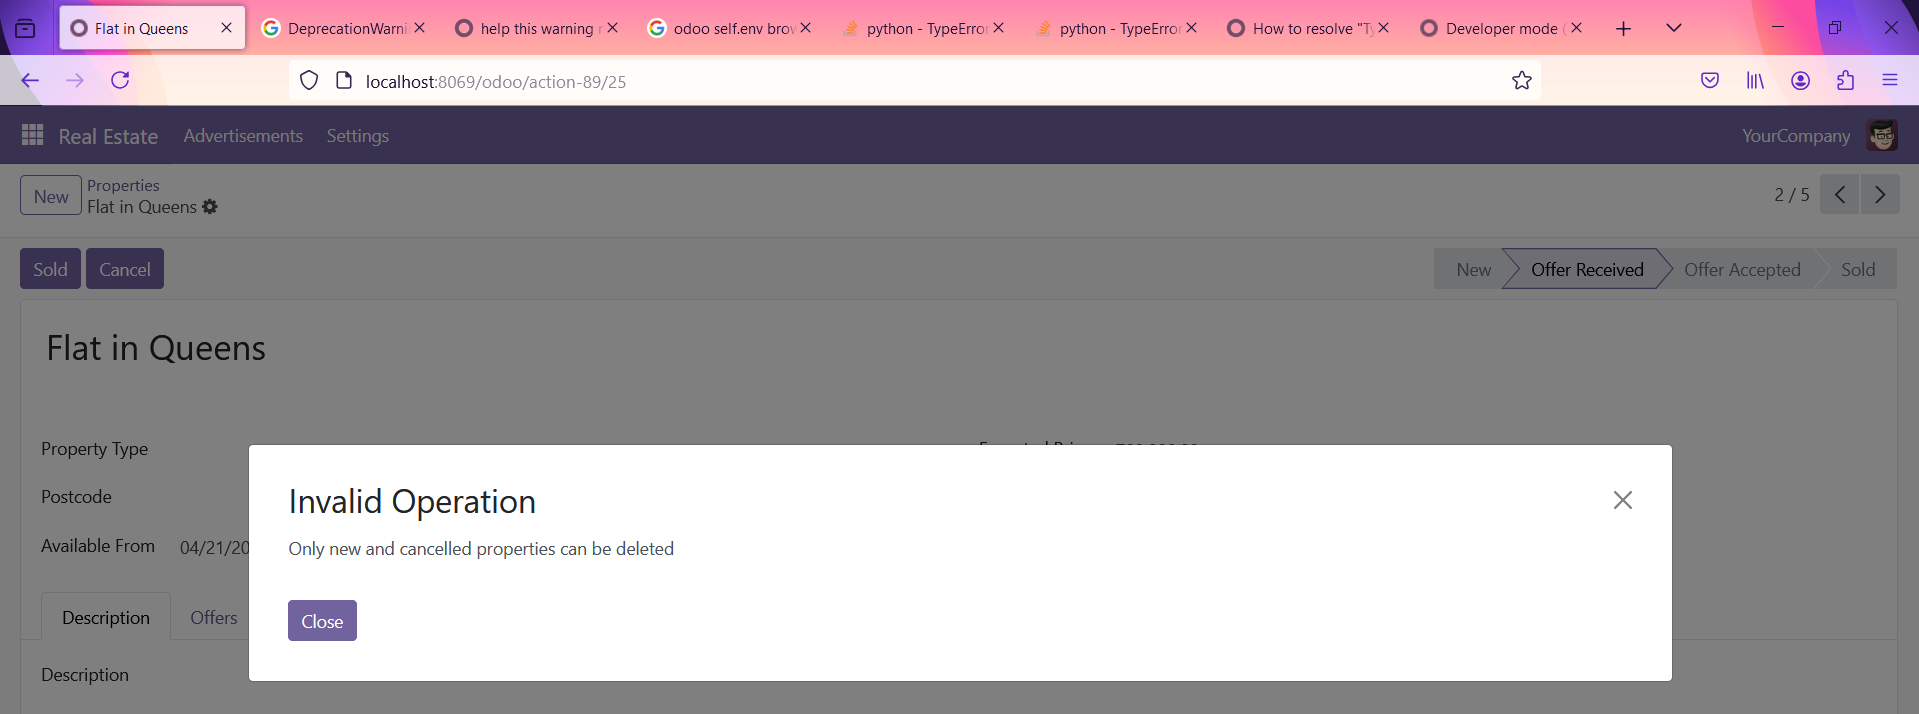 Flat in Queens
DeprecationWarni
help this warning r
odoo self.env brow
python - TypeError
python - TypeError
How to resolve "Ty
Developer mode (
localhost:8069/odoo/action-89/25
Real Estate Advertisements Settings YourCompany
New Properties
Flat in Queens
2 / 5
Sold Cancel New Offer Received Offer Accepted Sold
Flat in Queens
Property Type
Postcode
Available From 04/21/20
Invalid Operation
Only new and cancelled properties can be deleted
Close
Description Offers
Description